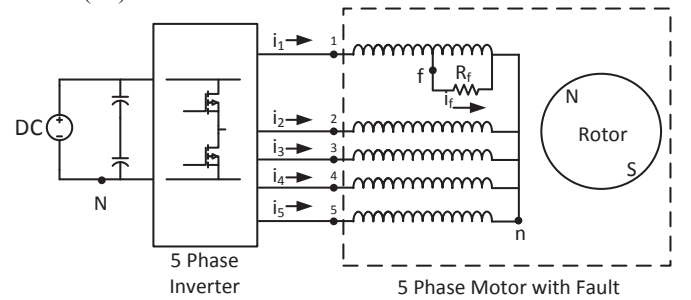 i1
1
f
Rf
if
i2
2
i3
3
i4
4
i5
5
n
DC
N
N
Rotor
S
5 Phase
Inverter
5 Phase Motor with Fault